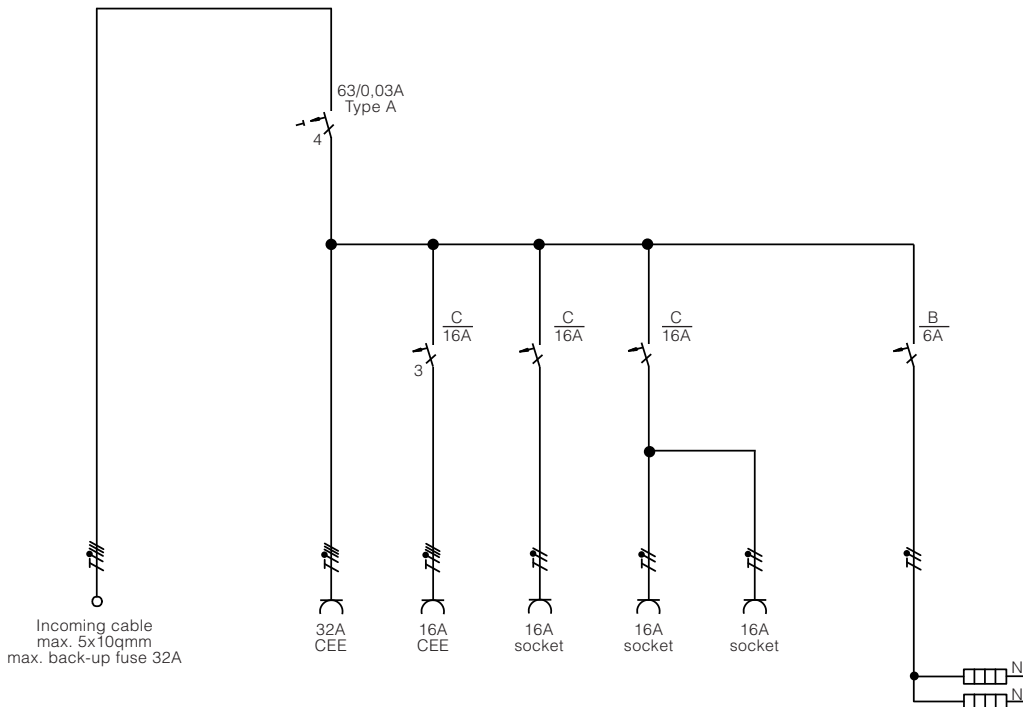 63/0,03A
Type A
4
C
16A
C
16A
C
16A
B
6A
3
Incoming cable
max. 5x10qmm
max. back-up fuse 32A
32A
CEE
16A
CEE
16A
socket
16A
socket
16A
socket
N
N